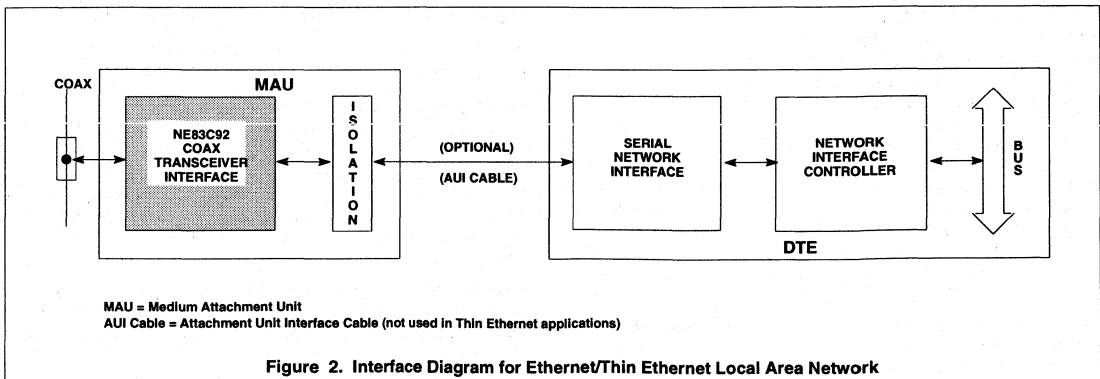 COAX
MAU
NE83C92
COAX
TRANSCEIVER
INTERFACE
ISOLATION
(OPTIONAL)
(AUI CABLE)
SERIAL
NETWORK
INTERFACE
NETWORK
INTERFACE
CONTROLLER
BUS
DTE
MAU = Medium Attachment Unit
AUI Cable = Attachment Unit Interface Cable (not used in Thin Ethernet applications)
Figure 2. Interface Diagram for Ethernet/Thin Ethernet Local Area Network